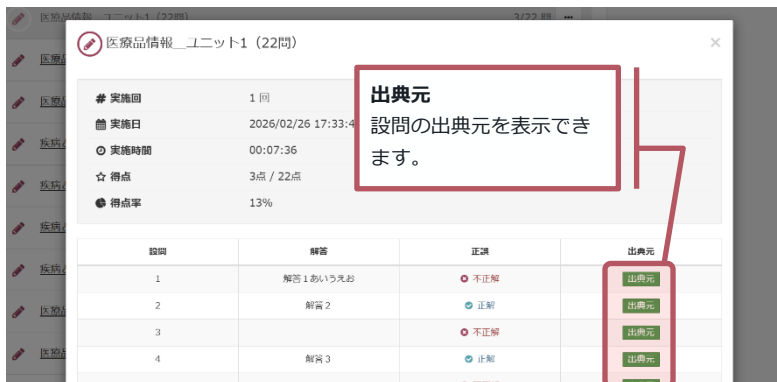 医療品情報__ユニット1（22問） 3/22 問 •••
医療品情報__ユニット1（22問） ×
出典元
設問の出典元を表示でき
ます。
# 実施回 1 回
実施日 2026/02/26 17:33:4
実施時間 00:07:36
得点 3点 / 22点
得点率 13%
設問 解答 正誤 出典元
1 解答１あいうえお 不正解 出典元
2 解答２ 正解 出典元
3 不正解 出典元
4 解答３ 正解 出典元
医療
医療
疾病
疾病
疾病
疾病
医療
医療